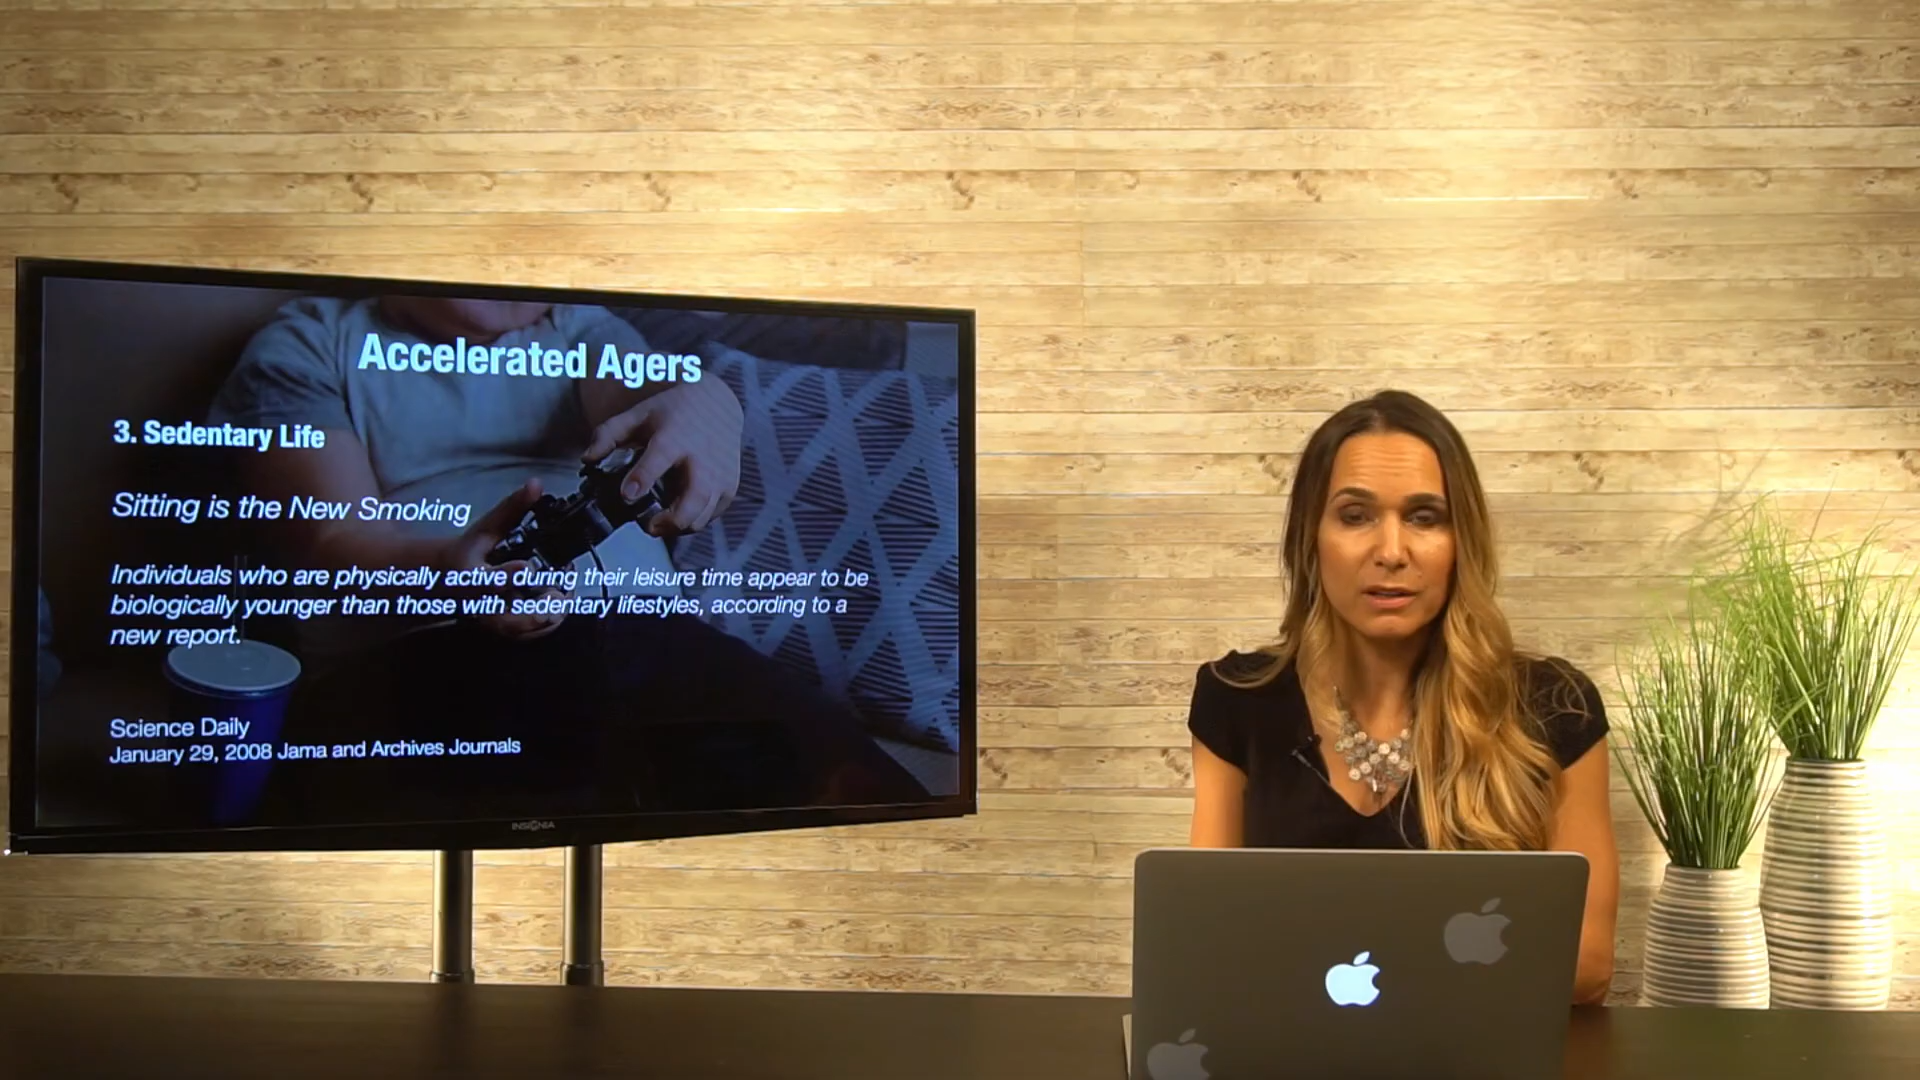 Accelerated Agers
3. Sedentary Life
Sitting is the New Smoking
Individuals who are physically active during their leisure time appear to be
biologically younger than those with sedentary lifestyles, according to a
new report.
Science Daily
January 29, 2008 Jama and Archives Journals
INSIGNIA